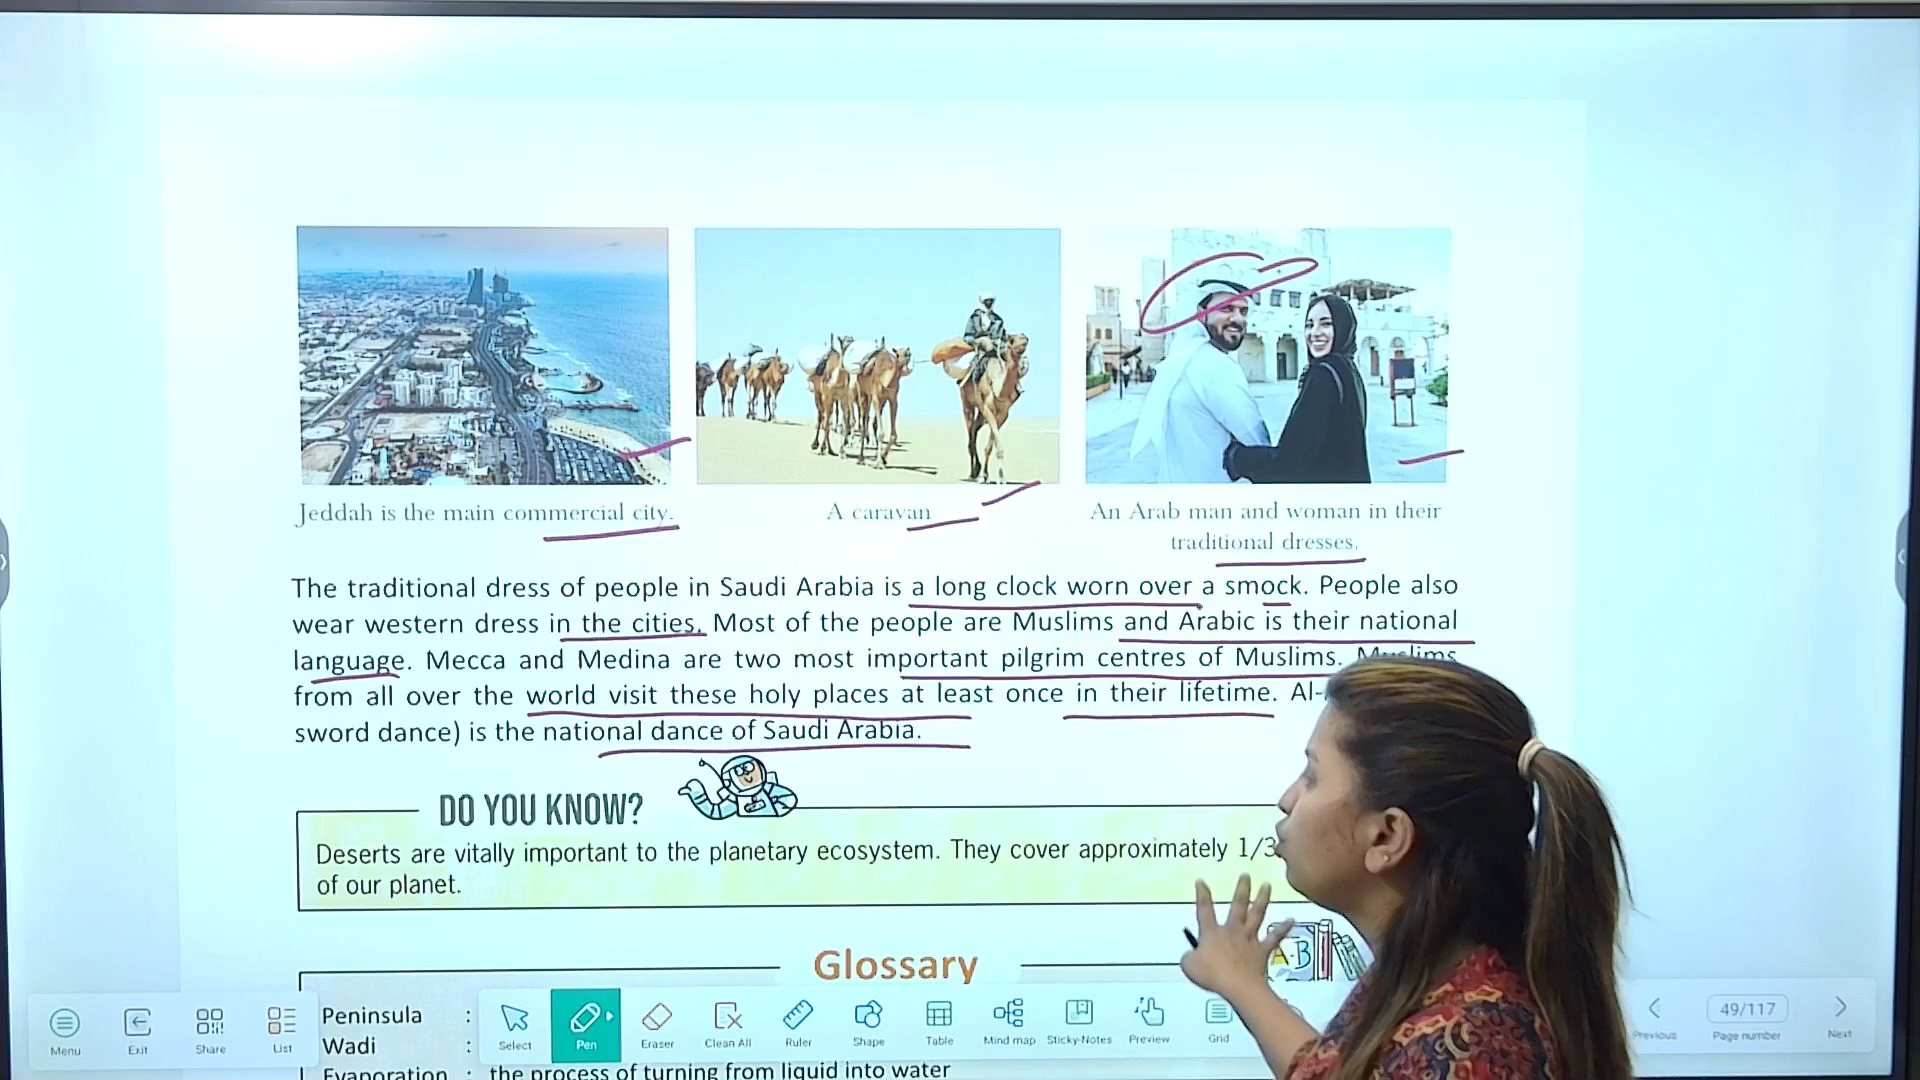 Jeddah is the main commercial city.
A caravan
An Arab man and woman in their
traditional dresses.
The traditional dress of people in Saudi Arabia is a long clock worn over a smock. People also
wear western dress in the cities. Most of the people are Muslims and Arabic is their national
language. Mecca and Medina are two most important pilgrim centres of Muslims. Muslims
from all over the world visit these holy places at least once in their lifetime. Al-
sword dance) is the national dance of Saudi Arabia.
DO YOU KNOW?
Deserts are vitally important to the planetary ecosystem. They cover approximately 1/3
of our planet.
Glossary
A-B
Peninsula :
Wadi :
Evaporation : the process of turning from liquid into water
Menu
Exit
Share
List
Select
Pen
Eraser
Clean All
Ruler
Shape
Table
Mind map
Sticky-Notes
Preview
Grid
Previous
49/117
Page number
Next